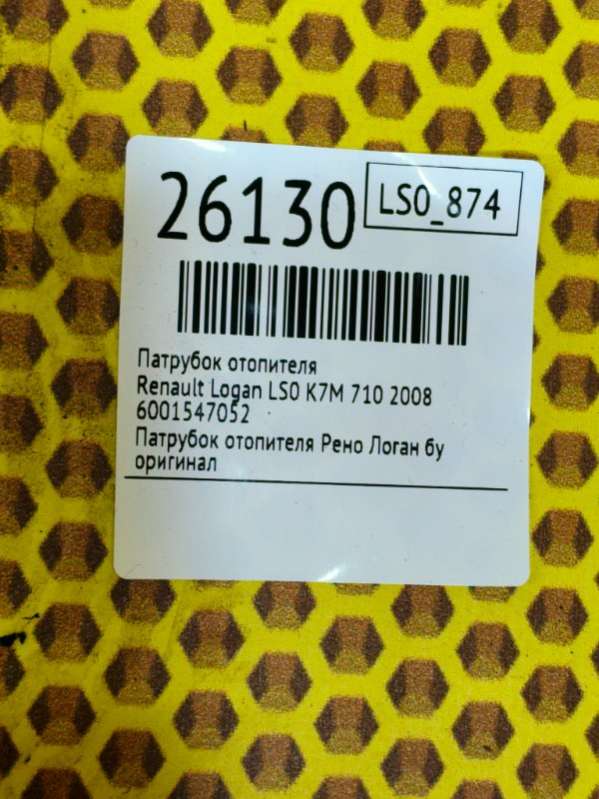 26130
LS0_874
Патрубок отопителя
Renault Logan LS0 K7M 710 2008
6001547052
Патрубок отопителя Рено Логан бу
оригинал